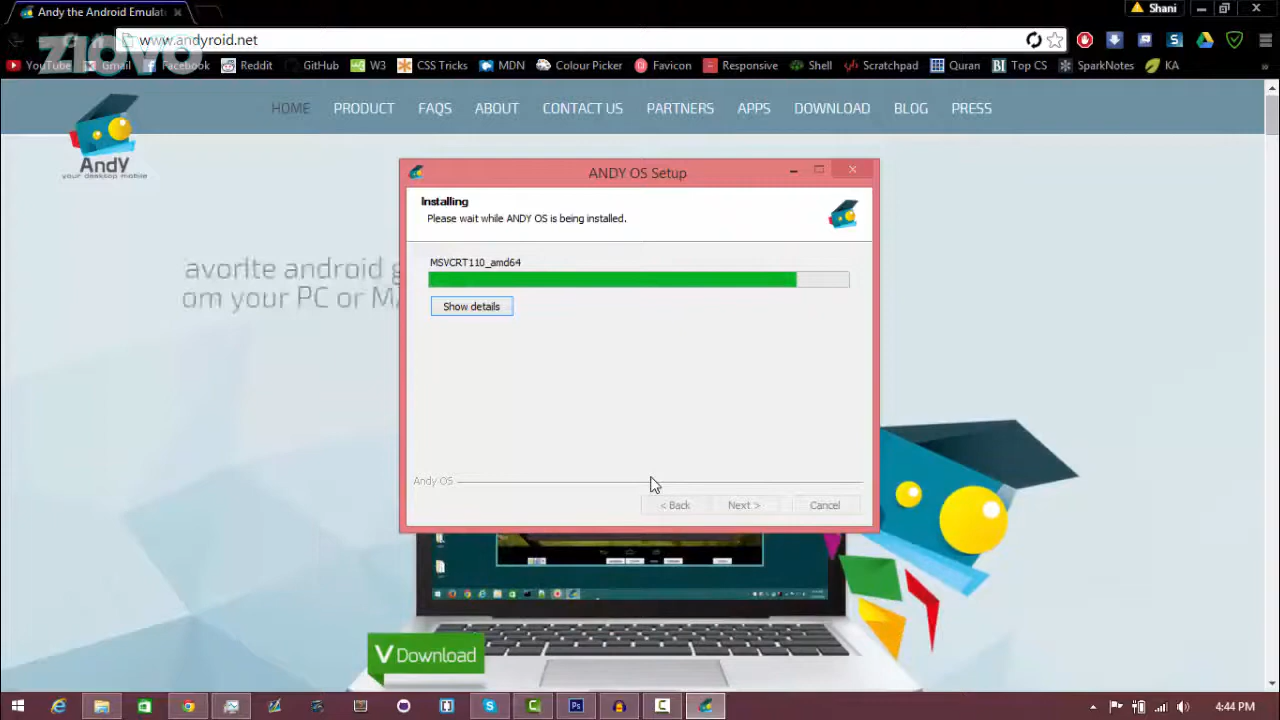 Andy the Android Emulat
Shani
www.andyroid.net
ziovo
YouTube Gmail Facebook Reddit GitHub W3 CSS Tricks MDN Colour Picker Favicon Responsive Shell Scratchpad Quran Top CS SparkNotes KA »
HOME PRODUCT FAQS ABOUT CONTACT US PARTNERS APPS DOWNLOAD BLOG PRESS
AndY
your desktop mobile
ANDY OS Setup
Installing
Please wait while ANDY OS is being installed.
avorite android g
om your PC or MA
MSVCRT110_amd64
Show details
Andy OS
< Back Next > Cancel
Download
4:44 PM